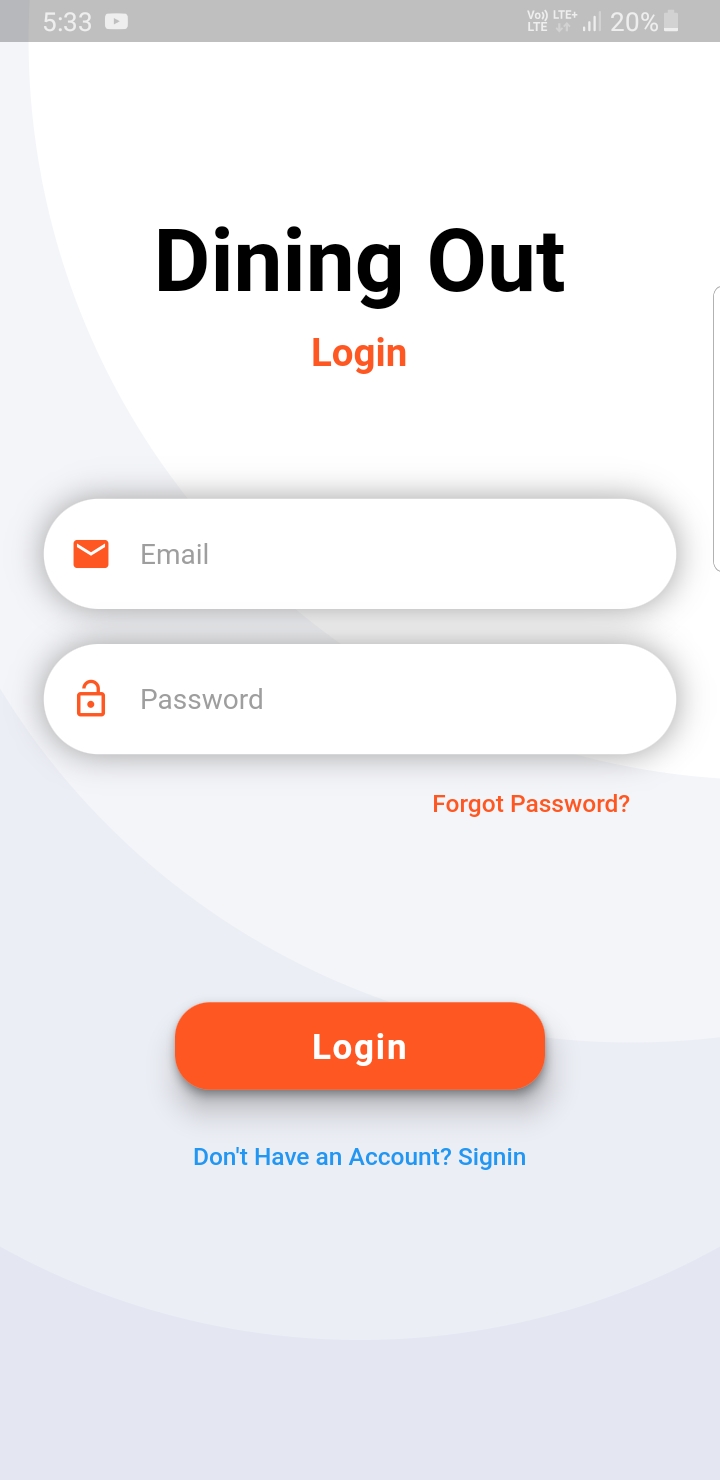 5:33 Vo)) LTE LTE+ 20%
Dining Out
Login
Email
Password
Forgot Password?
Login
Don't Have an Account? Signin